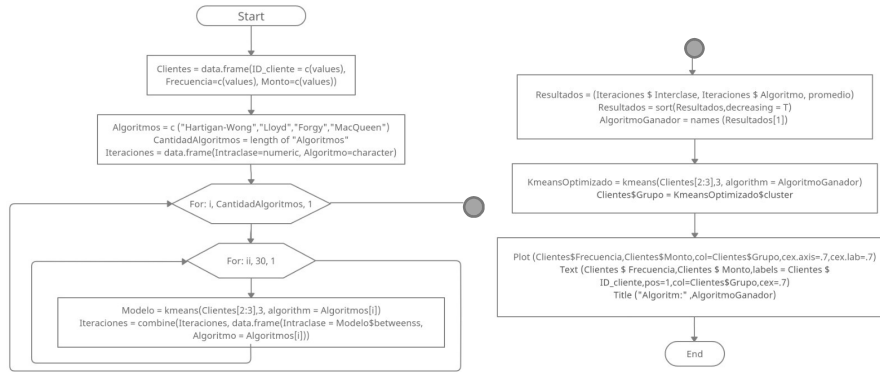 Start
Clientes = data.frame(ID_cliente = c(values),
Frecuencia=c(values), Monto=c(values))
Algoritmos = c ("Hartigan-Wong","Lloyd","Forgy","MacQueen")
CantidadAlgoritmos = length of "Algoritmos"
Iteraciones = data.frame(Intraclase=numeric, Algoritmo=character)
For: i, CantidadAlgoritmos, 1
For: ii, 30, 1
Modelo = kmeans(Clientes[2:3],3, algorithm = Algoritmos[i])
Iteraciones = combine(Iteraciones, data.frame(Intraclase = Modelo$betweenss,
Algoritmo = Algoritmos[i]))
Resultados = (Iteraciones $ Interclase, Iteraciones $ Algoritmo, promedio)
Resultados = sort(Resultados,decreasing = T)
AlgoritmoGanador = names (Resultados[1])
KmeansOptimizado = kmeans(Clientes[2:3],3, algorithm = AlgoritmoGanador)
Clientes$Grupo = KmeansOptimizado$cluster
Plot (Clientes$Frecuencia,Clientes$Monto,col=Clientes$Grupo,cex.axis=.7,cex.lab=.7)
Text (Clientes $ Frecuencia,Clientes $ Monto,labels = Clientes $
ID_cliente,pos=1,col=Clientes$Grupo,cex=.7)
Title ("Algoritm:" ,AlgoritmoGanador)
End